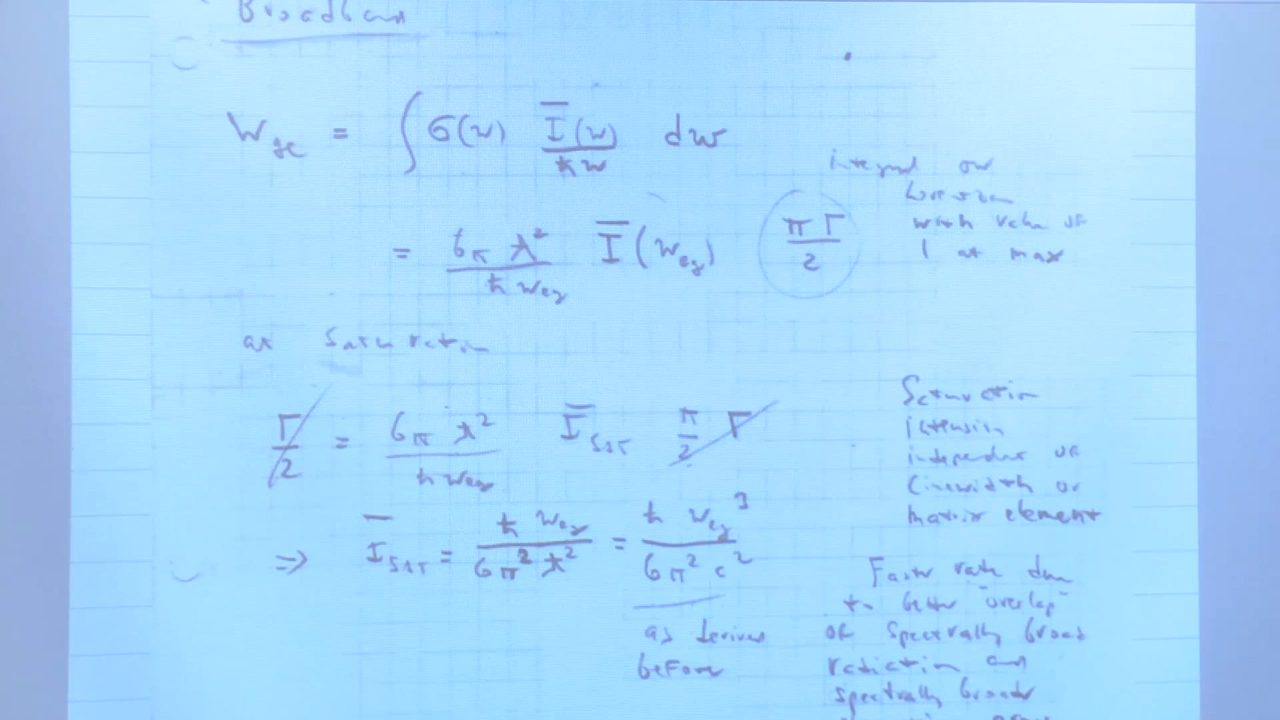 Broadband
W_ge = ∫ σ(ω) Ī(ω)/ħω dω
= 6π ƛ²/ħω_eg Ī(ω_eg) πΓ/2
integral over
Lorentzian
with value of
1 at max
at saturation
Γ/2 = 6π ƛ²/ħω_eg Ī_SAT π/2 Γ
Saturation
intensity
independent of
linewidth or
matrix element
⇒ Ī_SAT = ħω_eg/6π²ƛ² = ħω_eg³/6π²c²
as derived
before
Faster rate due
to better "overlap"
of spectrally broad
radiation and
spectrally broader